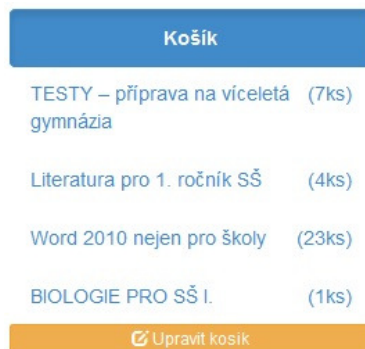 Košík
TESTY – příprava na víceletá (7ks)
gymnázia
Literatura pro 1. ročník SŠ (4ks)
Word 2010 nejen pro školy (23ks)
BIOLOGIE PRO SŠ I. (1ks)
Upravit kosík